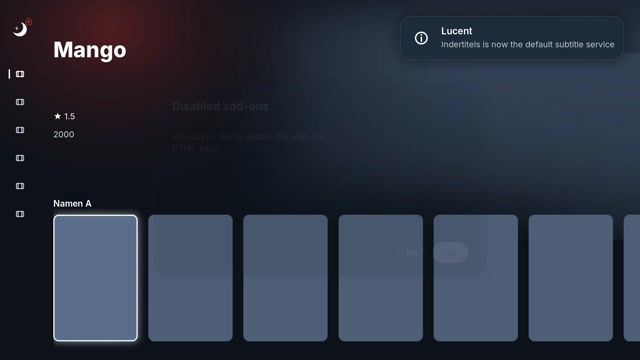 Lucent
Ondertitels is now the default subtitle service
Mango
Disabled add-ons
Would you like to enable this add-on?
★ 1.5
2000
Namen A
No